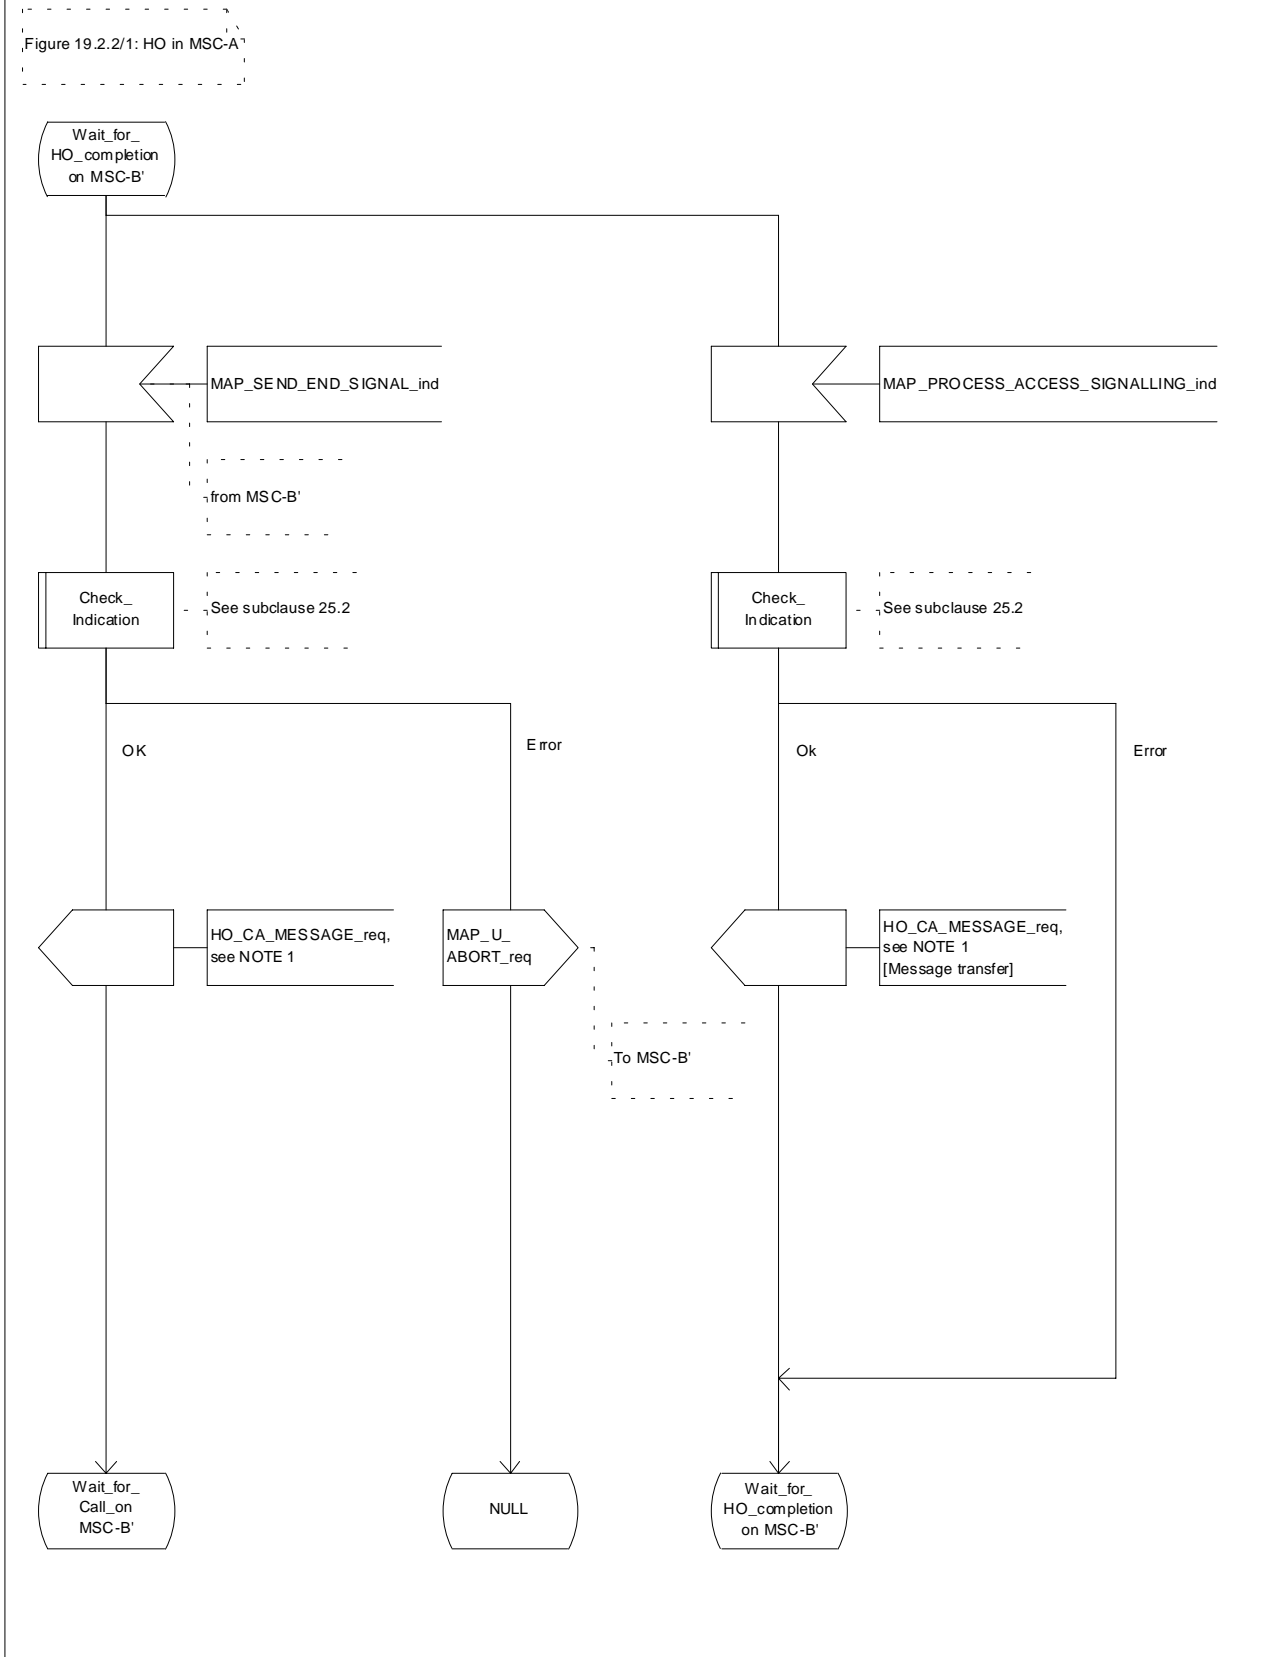 Figure 19.2.2/1: HO in MSC-A
Wait_for_
HO_completion
on MSC-B'
MAP_SEND_END_SIGNAL_ind
MAP_PROCESS_ACCESS_SIGNALLING_ind
from MSC-B'
Check_
Indication
See subclause 25.2
Check_
Indication
See subclause 25.2
OK
Error
Ok
Error
HO_CA_MESSAGE_req,
see NOTE 1
MAP_U_
ABORT_req
HO_CA_MESSAGE_req,
see NOTE 1
[Message transfer]
To MSC-B'
Wait_for_
Call_on
MSC-B'
NULL
Wait_for_
HO_completion
on MSC-B'